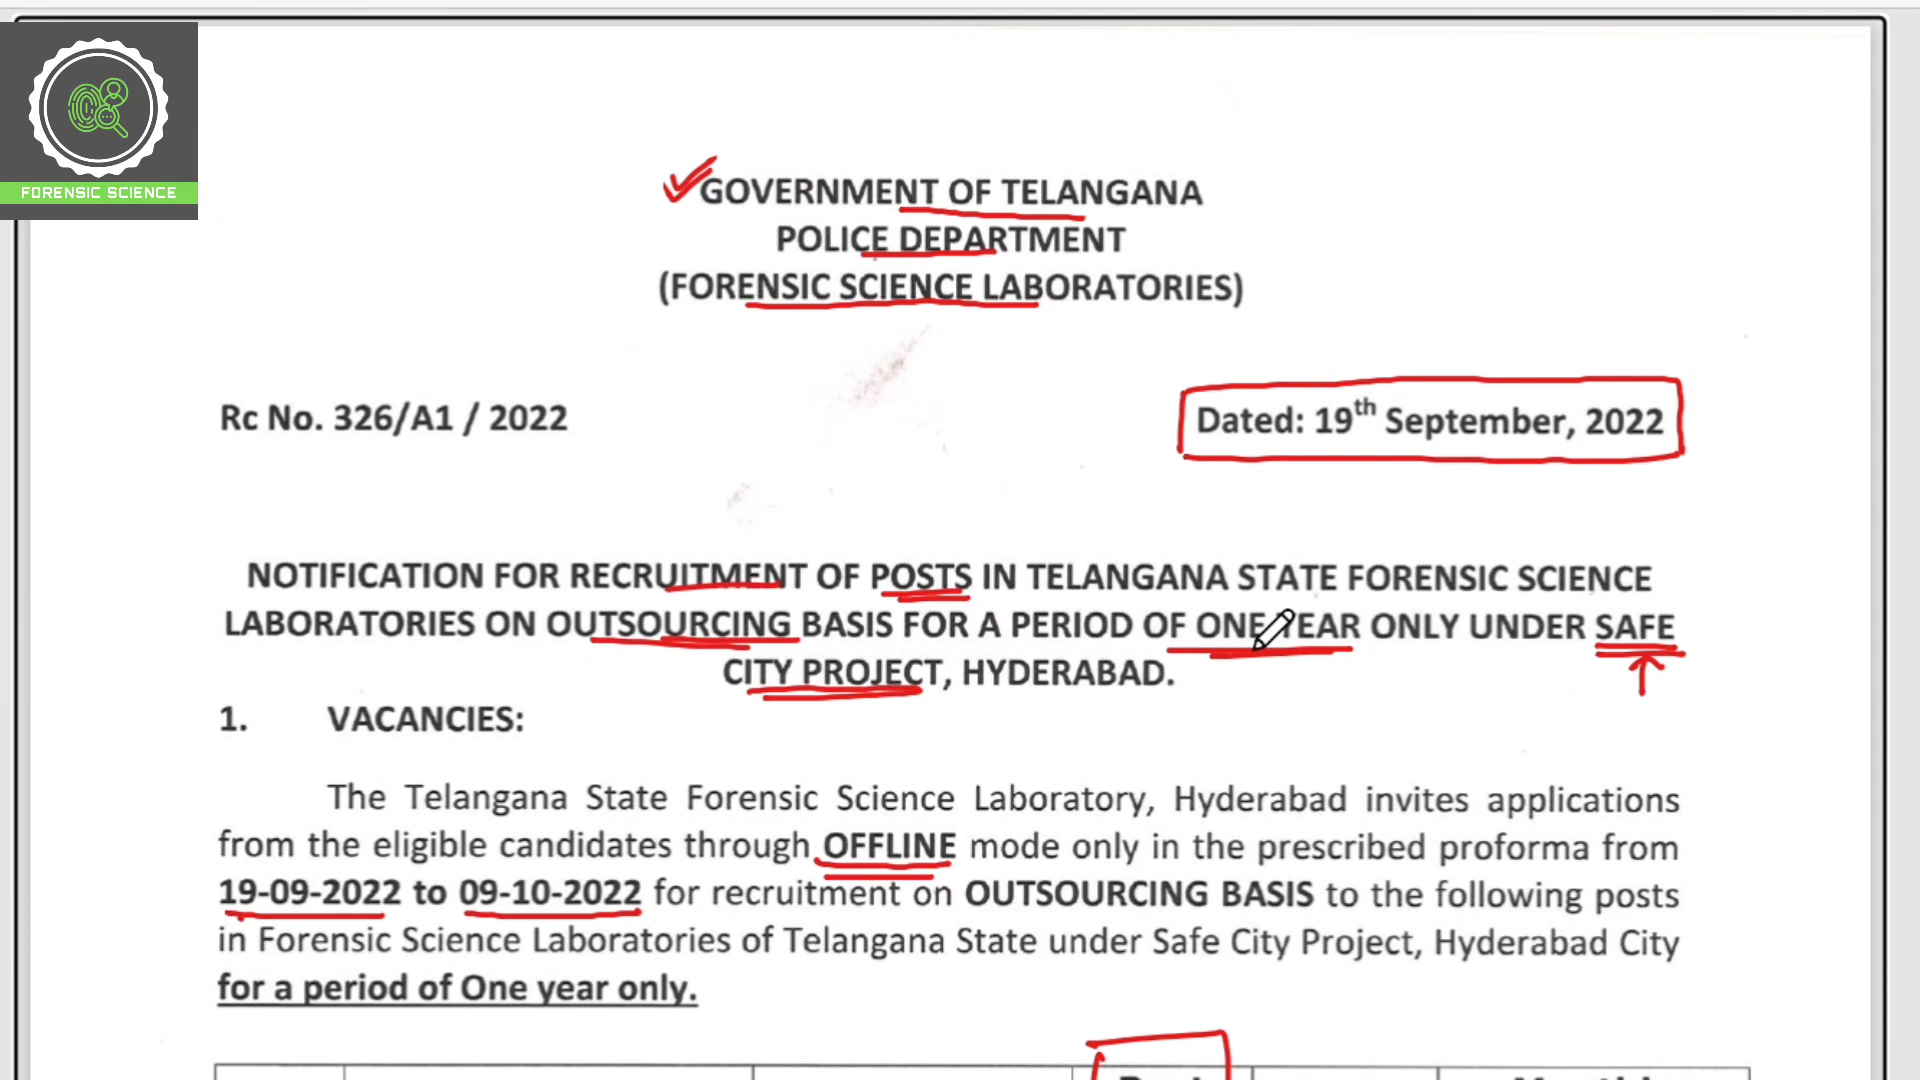 FORENSIC SCIENCE
GOVERNMENT OF TELANGANA
POLICE DEPARTMENT
(FORENSIC SCIENCE LABORATORIES)
Rc No. 326/A1 / 2022
Dated: 19th September, 2022
NOTIFICATION FOR RECRUITMENT OF POSTS IN TELANGANA STATE FORENSIC SCIENCE
LABORATORIES ON OUTSOURCING BASIS FOR A PERIOD OF ONE YEAR ONLY UNDER SAFE
CITY PROJECT, HYDERABAD.
1. VACANCIES:
The Telangana State Forensic Science Laboratory, Hyderabad invites applications
from the eligible candidates through OFFLINE mode only in the prescribed proforma from
19-09-2022 to 09-10-2022 for recruitment on OUTSOURCING BASIS to the following posts
in Forensic Science Laboratories of Telangana State under Safe City Project, Hyderabad City
for a period of One year only.